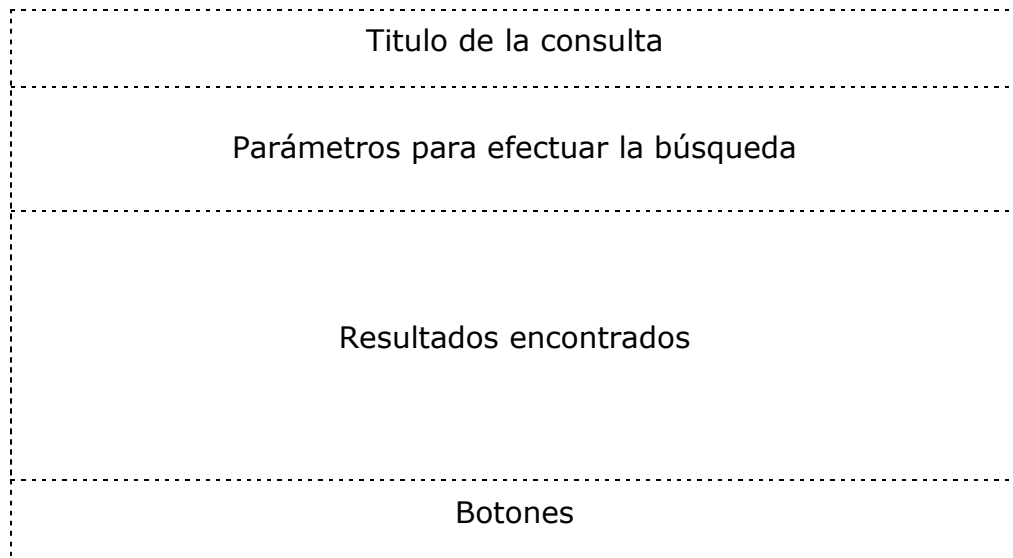 Titulo de la consulta
Parámetros para efectuar la búsqueda
Resultados encontrados
Botones